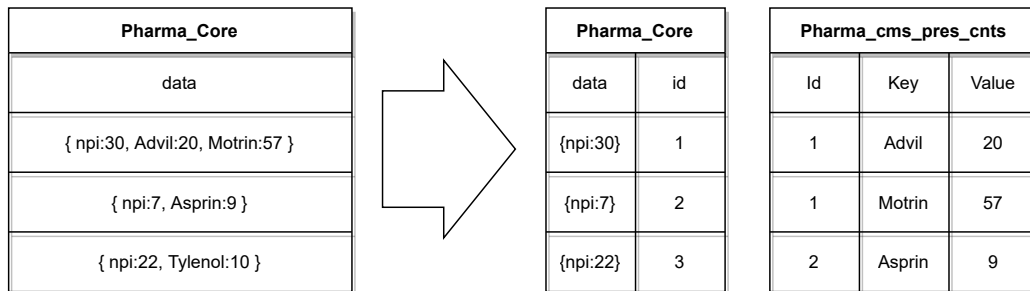 Pharma_Core
data
{ npi:30, Advil:20, Motrin:57 }
{ npi:7, Asprin:9 }
{ npi:22, Tylenol:10 }
Pharma_Core
data id
{npi:30} 1
{npi:7} 2
{npi:22} 3
Pharma_cms_pres_cnts
Id Key Value
1 Advil 20
1 Motrin 57
2 Asprin 9